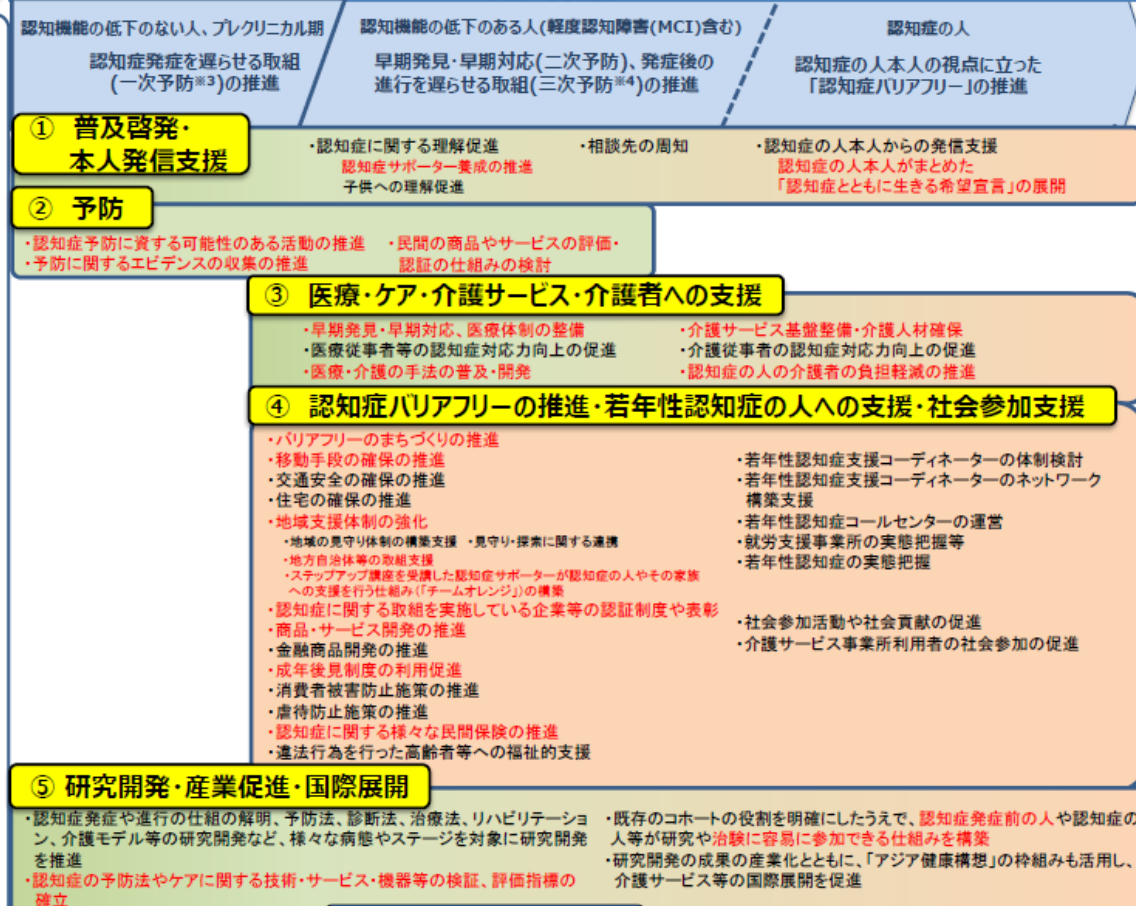 認知機能の低下のない人、プレクリニカル期
認知症発症を遅らせる取組
(一次予防※3)の推進
認知機能の低下のある人(軽度認知障害(MCI)含む)
早期発見・早期対応(二次予防)、発症後の
進行を遅らせる取組(三次予防※4)の推進
認知症の人
認知症の人本人の視点に立った
「認知症バリアフリー」の推進
① 普及啓発・
本人発信支援
・認知症に関する理解促進
認知症サポーター養成の推進
子供への理解促進
・相談先の周知
・認知症の人本人からの発信支援
認知症の人本人がまとめた
「認知症とともに生きる希望宣言」の展開
② 予防
・認知症予防に資する可能性のある活動の推進
・予防に関するエビデンスの収集の推進
・民間の商品やサービスの評価・
認証の仕組みの検討
③ 医療・ケア・介護サービス・介護者への支援
・早期発見・早期対応、医療体制の整備
・医療従事者等の認知症対応力向上の促進
・医療・介護の手法の普及・開発
・介護サービス基盤整備・介護人材確保
・介護従事者の認知症対応力向上の促進
・認知症の人の介護者の負担軽減の推進
④ 認知症バリアフリーの推進・若年性認知症の人への支援・社会参加支援
・バリアフリーのまちづくりの推進
・移動手段の確保の推進
・交通安全の確保の推進
・住宅の確保の推進
・地域支援体制の強化
・地域の見守り体制の構築支援 ・見守り・探索に関する連携
・地方自治体等の取組支援
・ステップアップ講座を受講した認知症サポーターが認知症の人やその家族
への支援を行う仕組み(「チームオレンジ」)の構築
・認知症に関する取組を実施している企業等の認証制度や表彰
・商品・サービス開発の推進
・金融商品開発の推進
・成年後見制度の利用促進
・消費者被害防止施策の推進
・虐待防止施策の推進
・認知症に関する様々な民間保険の推進
・違法行為を行った高齢者等への福祉的支援
・若年性認知症支援コーディネーターの体制検討
・若年性認知症支援コーディネーターのネットワーク
構築支援
・若年性認知症コールセンターの運営
・就労支援事業所の実態把握等
・若年性認知症の実態把握
・社会参加活動や社会貢献の促進
・介護サービス事業所利用者の社会参加の促進
⑤ 研究開発・産業促進・国際展開
・認知症発症や進行の仕組の解明、予防法、診断法、治療法、リハビリテーショ
ン、介護モデル等の研究開発など、様々な病態やステージを対象に研究開発
を推進
・認知症の予防法やケアに関する技術・サービス・機器等の検証、評価指標の
確立
・既存のコホートの役割を明確にしたうえで、認知症発症前の人や認知症の
人等が研究や治験に容易に参加できる仕組みを構築
・研究開発の成果の産業化とともに、「アジア健康構想」の枠組みも活用し、
介護サービス等の国際展開を促進